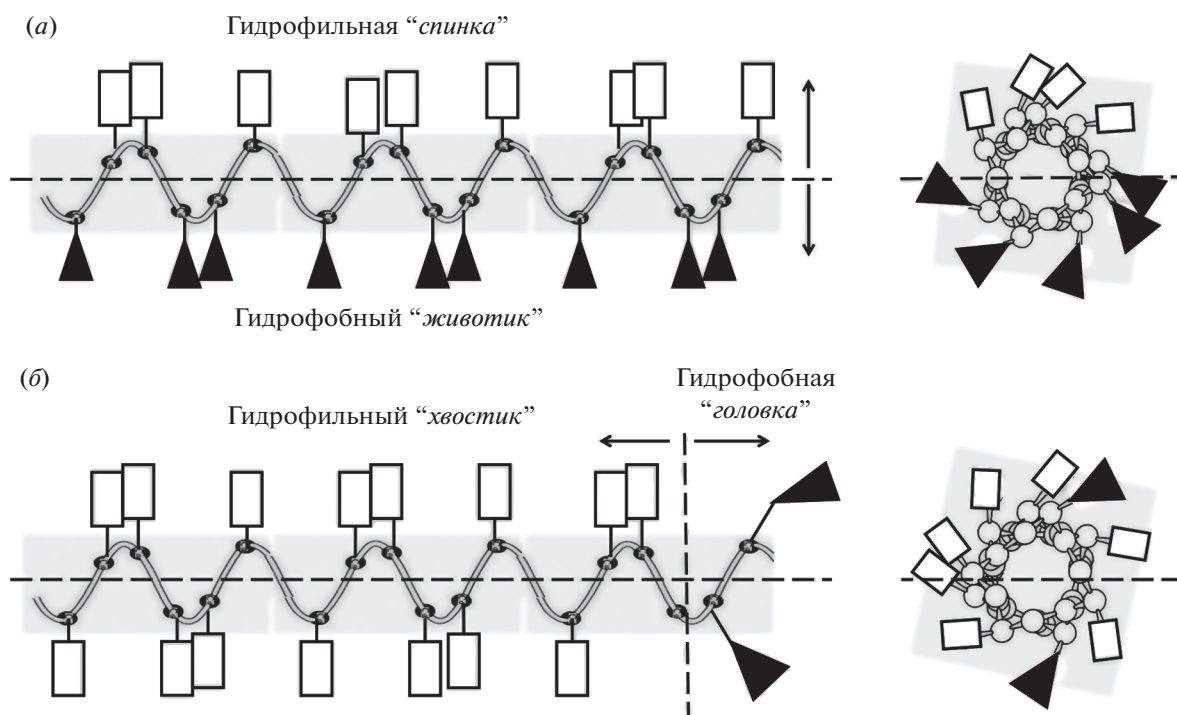 (а)
Гидрофильная “спинка”
Гидрофобный “животик”
(б)
Гидрофильный “хвостик”
Гидрофобная
“головка”